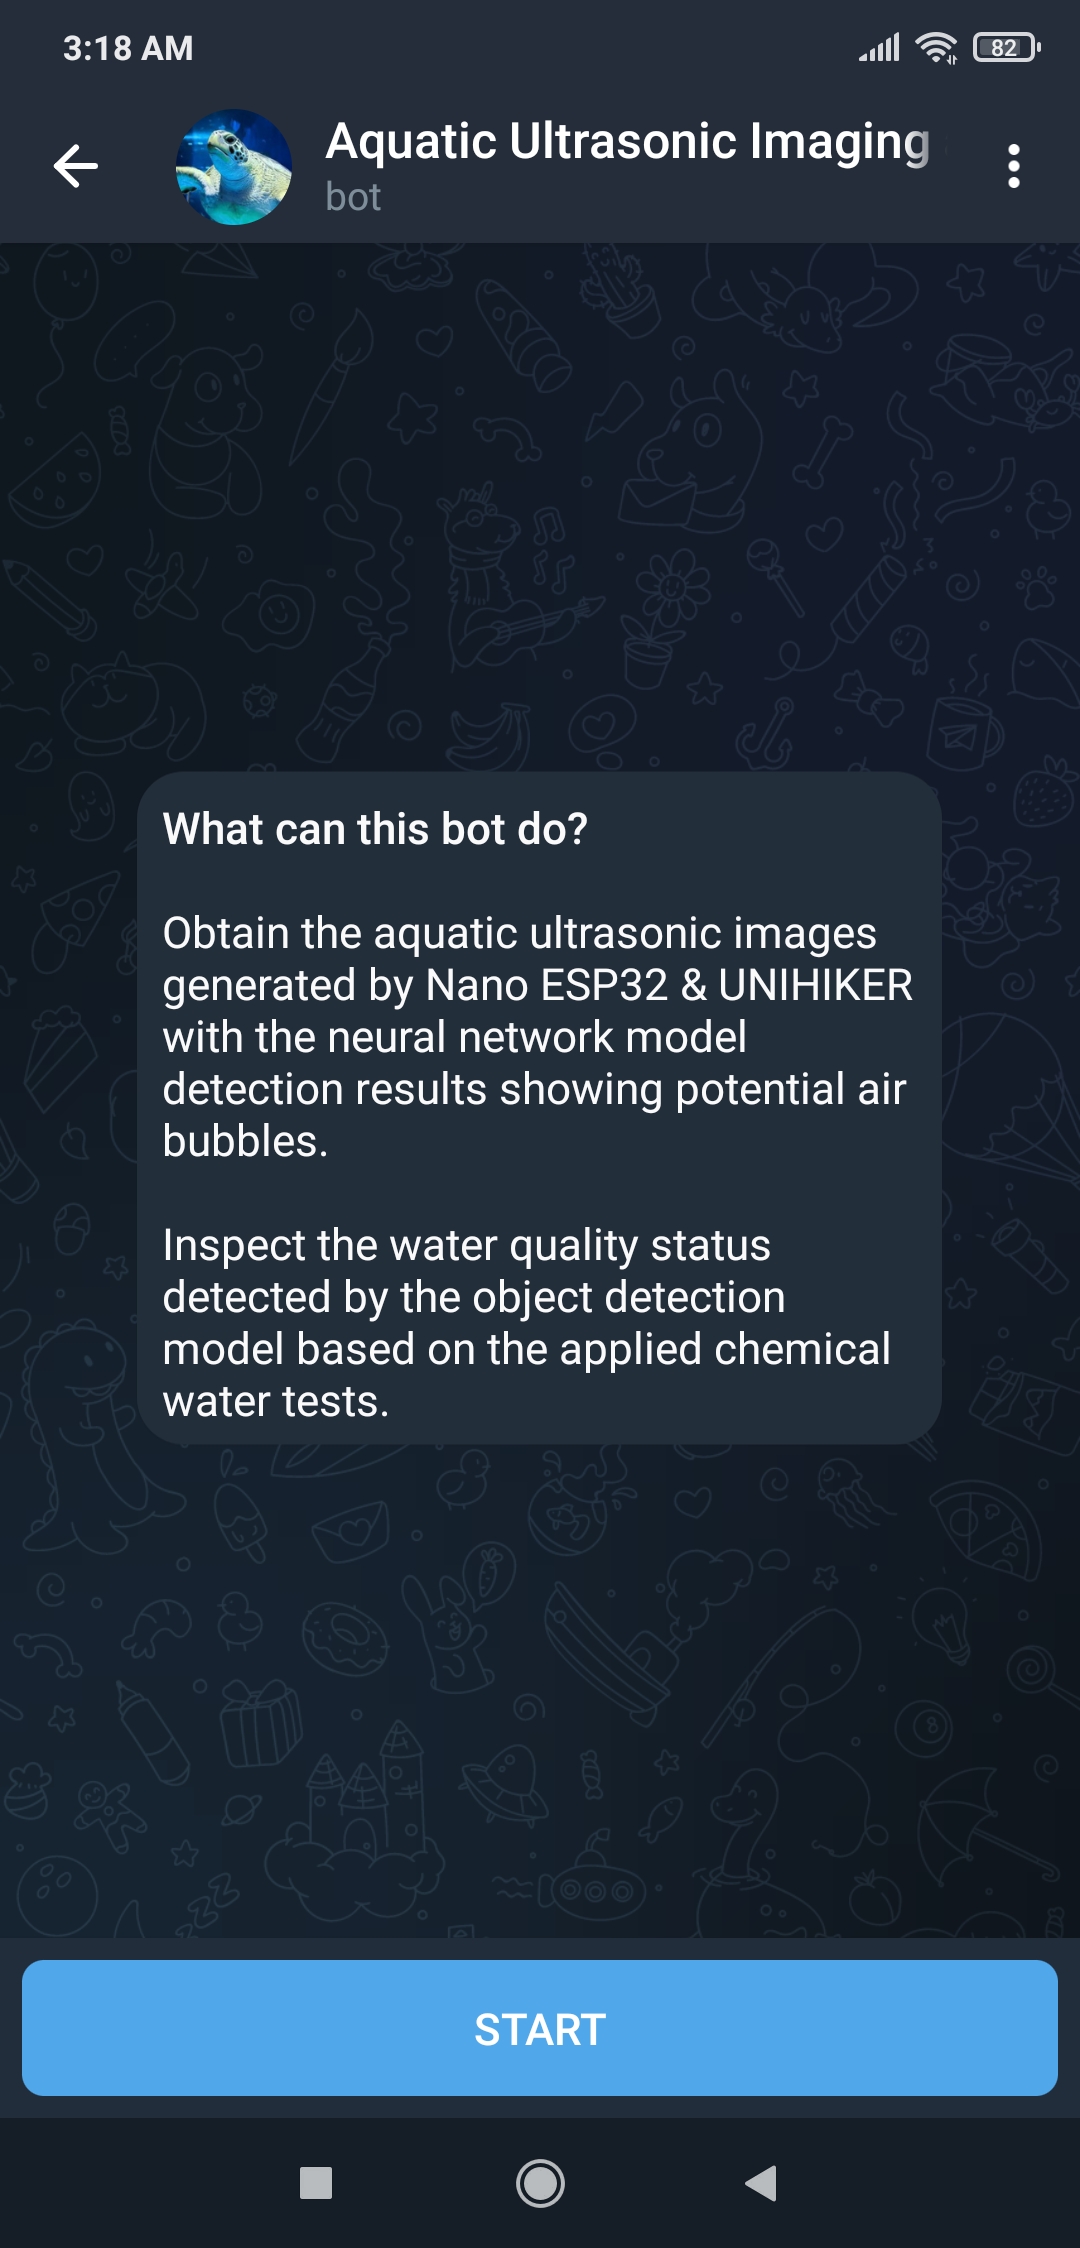 3:18 AM
82
Aquatic Ultrasonic Imaging
bot
What can this bot do?
Obtain the aquatic ultrasonic images
generated by Nano ESP32 & UNIHIKER
with the neural network model
detection results showing potential air
bubbles.
Inspect the water quality status
detected by the object detection
model based on the applied chemical
water tests.
START